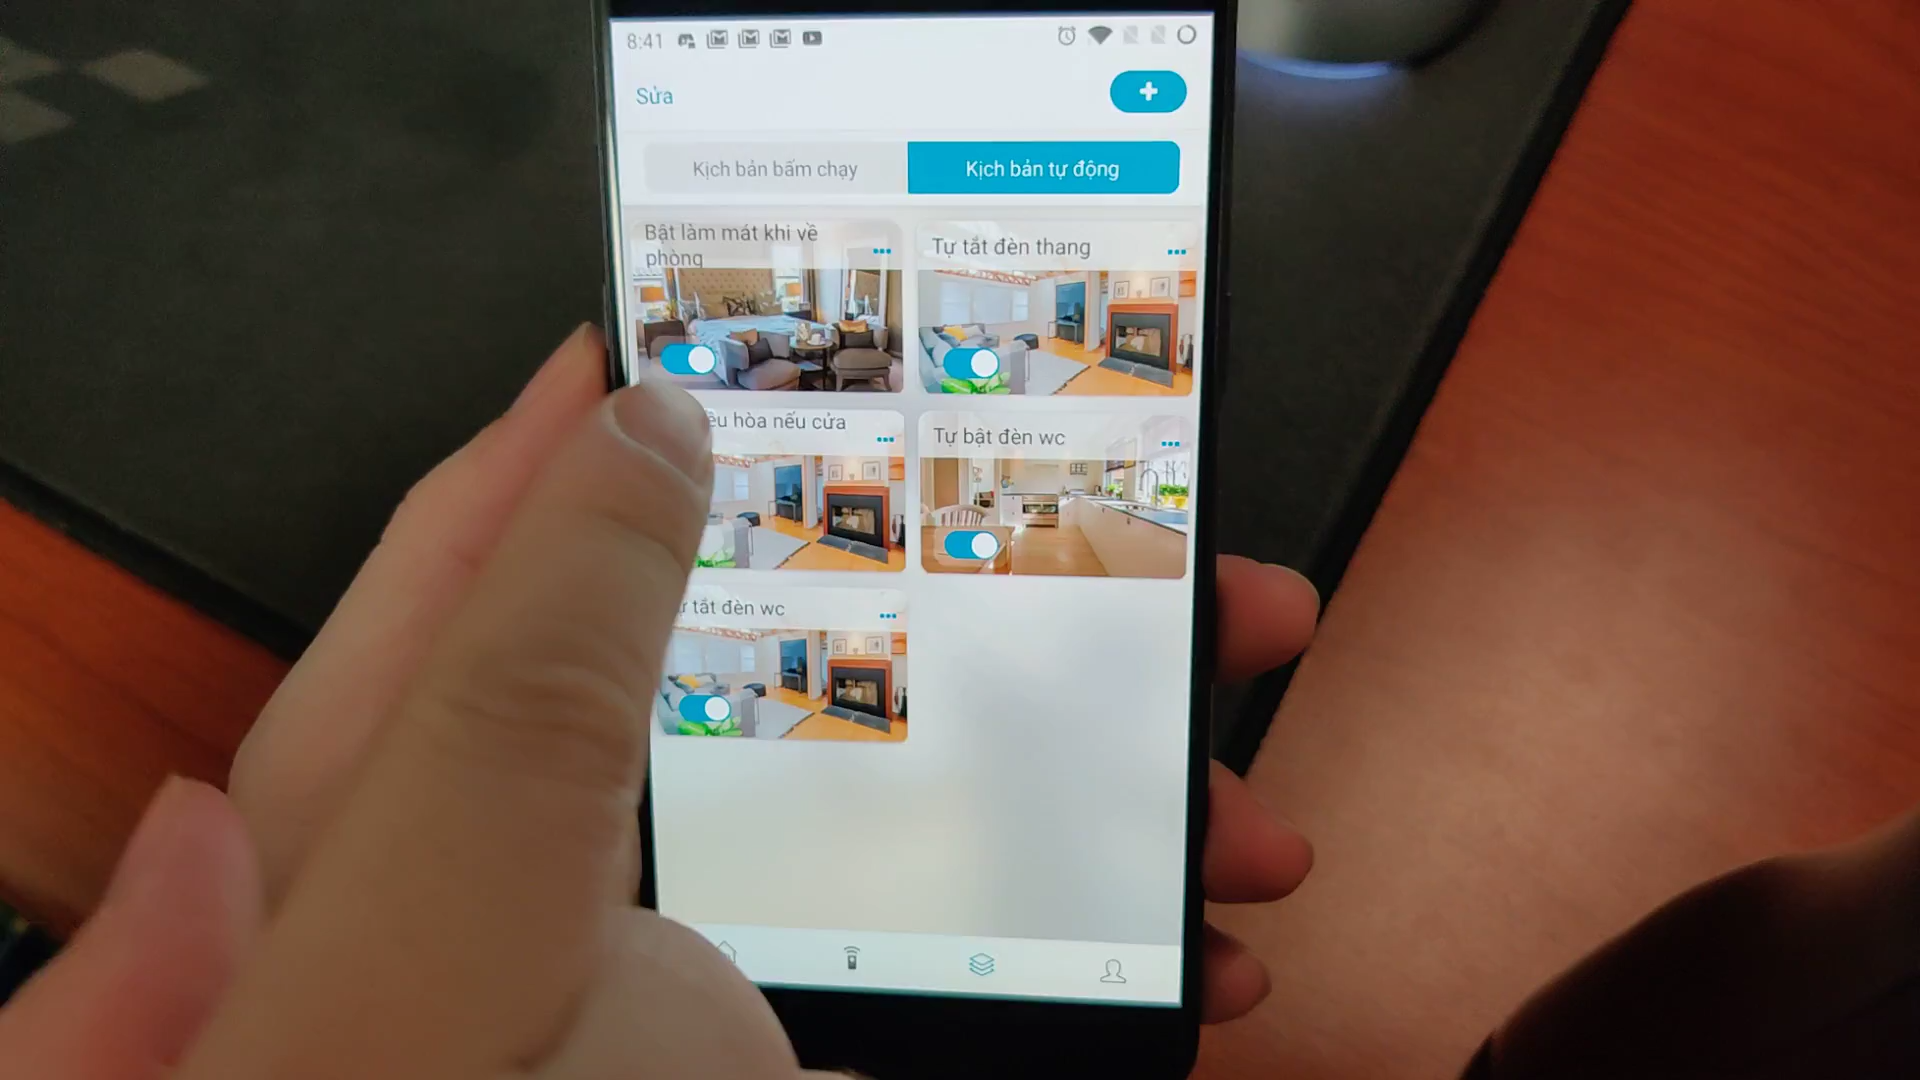 8:41
Sửa
Kịch bản bấm chạy
Kịch bản tự động
Bật làm mát khi về
phòng
Tự tắt đèn thang
hòa nếu cửa
Tự bật đèn wc
tắt đèn wc